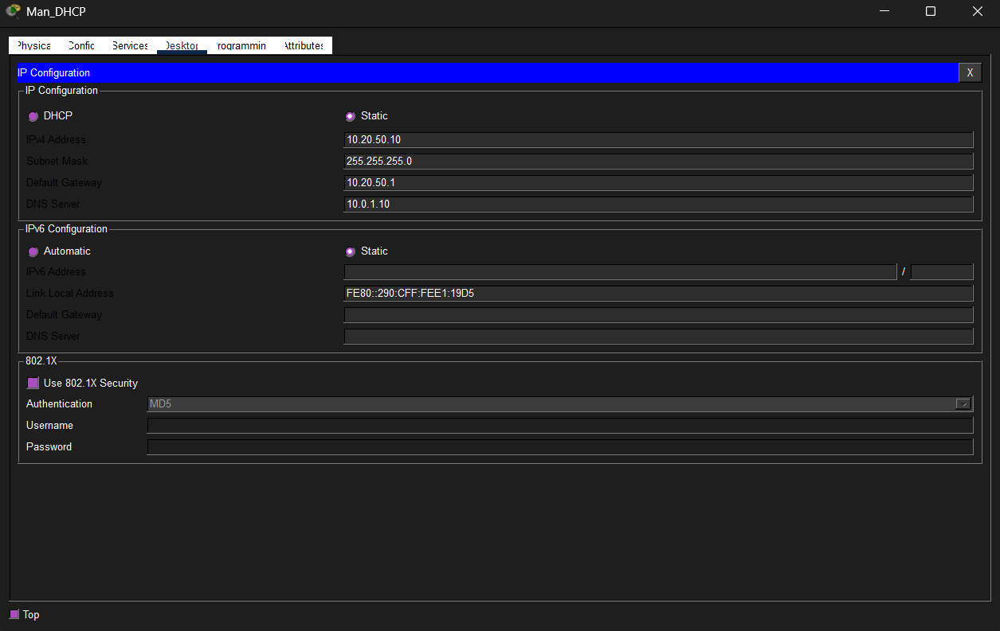 Man_DHCP
Physica Config Services Desktop rogrammin Attributes
IP Configuration X
IP Configuration
DHCP Static
IPv4 Address 10.20.50.10
Subnet Mask 255.255.255.0
Default Gateway 10.20.50.1
DNS Server 10.0.1.10
IPv6 Configuration
Automatic Static
IPv6 Address /
Link Local Address FE80::290:CFF:FEE1:19D5
Default Gateway
DNS Server
802.1X
Use 802.1X Security
Authentication MD5
Username
Password
Top